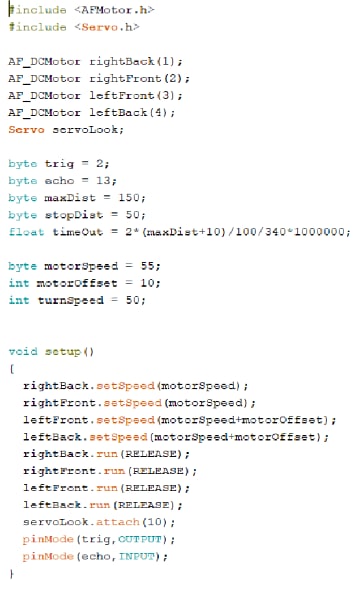 #include <AFMotor.h>
#include <Servo.h>

AF_DCMotor rightBack(1);
AF_DCMotor rightFront(2);
AF_DCMotor leftFront(3);
AF_DCMotor leftBack(4);
Servo servoLook;

byte trig = 2;
byte echo = 13;
byte maxDist = 150;
byte stopDist = 50;
float timeOut = 2*(maxDist+10)/100/340*1000000;

byte motorSpeed = 55;
int motorOffset = 10;
int turnSpeed = 50;

void setup()
{
  rightBack.setSpeed(motorSpeed);
  rightFront.setSpeed(motorSpeed);
  leftFront.setSpeed(motorSpeed+motorOffset);
  leftBack.setSpeed(motorSpeed+motorOffset);
  rightBack.run(RELEASE);
  rightFront.run(RELEASE);
  leftFront.run(RELEASE);
  leftBack.run(RELEASE);
  servoLook.attach(10);
  pinMode(trig,OUTPUT);
  pinMode(echo,INPUT);
}